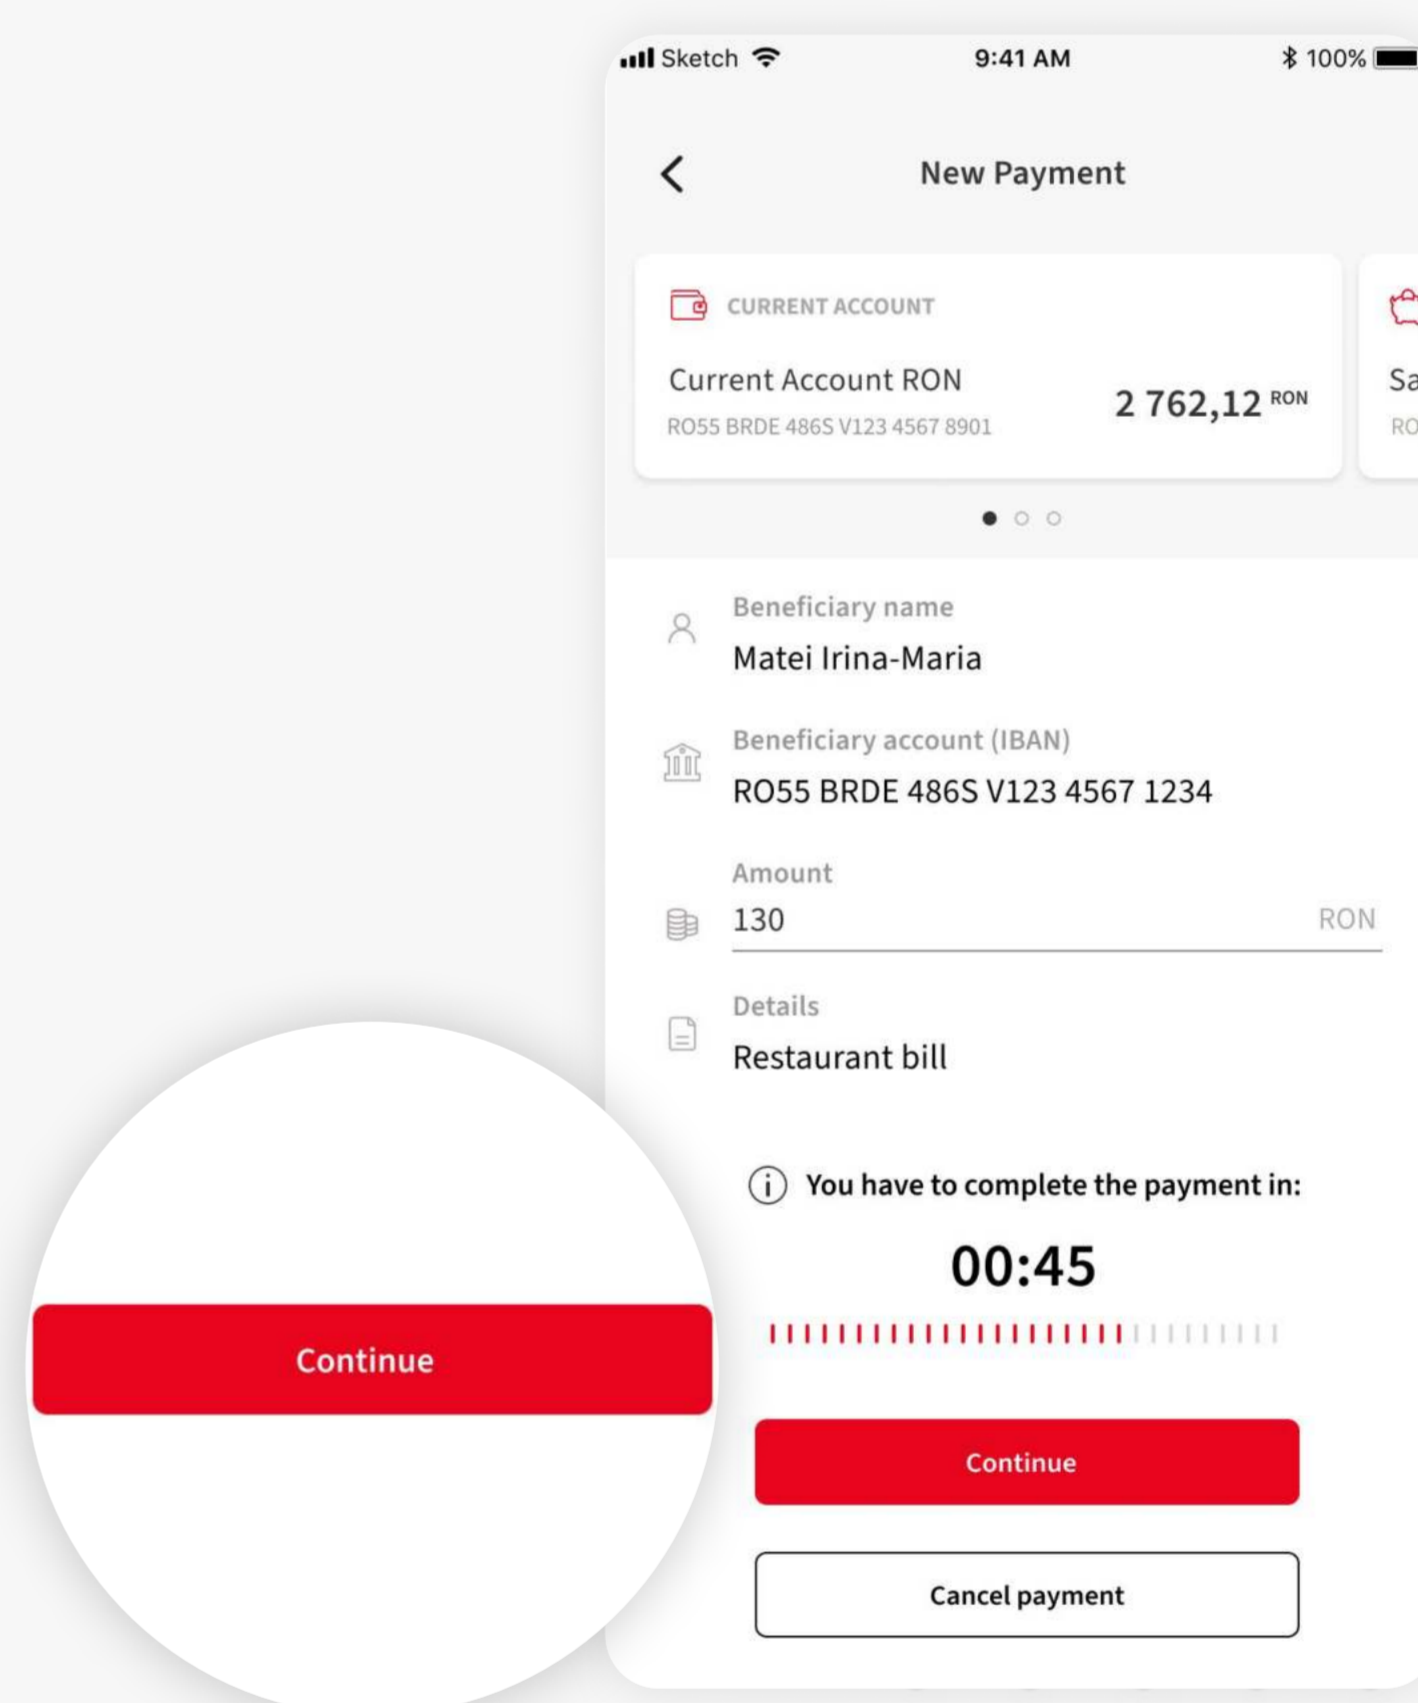 Sketch 9:41 AM 100%
New Payment
CURRENT ACCOUNT
Current Account RON
2 762,12 RON
RO55 BRDE 486S V123 4567 8901
Sa
RO
Beneficiary name
Matei Irina-Maria
Beneficiary account (IBAN)
RO55 BRDE 486S V123 4567 1234
Amount
130 RON
Details
Restaurant bill
You have to complete the payment in:
00:45
Continue
Continue
Cancel payment